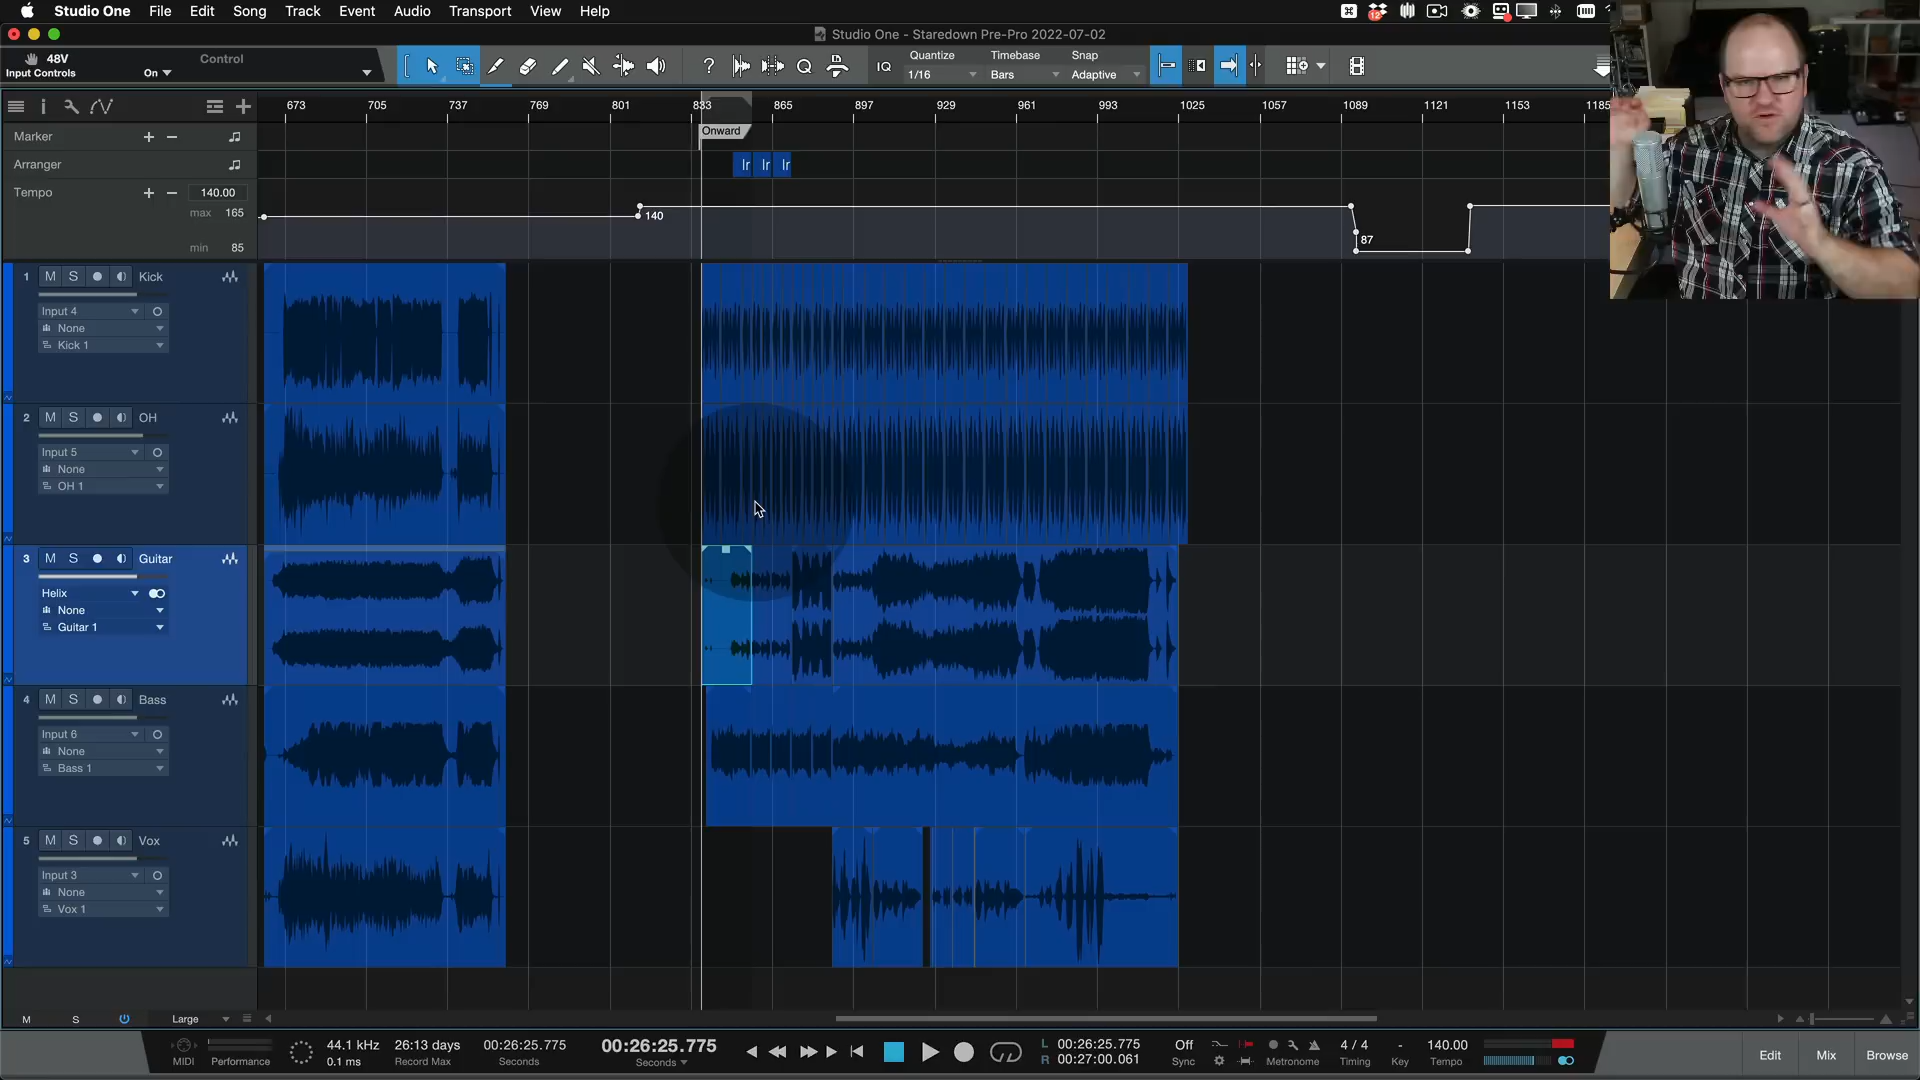 Studio One File Edit Song Track Event Audio Transport View Help
12
Studio One - Staredown Pre-Pro 2022-07-02
48V Control
Input Controls On
IQ
Quantize Timebase Snap
1/16 Bars Adaptive
673 705 737 769 801 833 865 897 929 961 993 1025 1057 1089 1121 1153 1185
Marker
Onward
Arranger
Ir Ir Ir
Tempo 140.00
max 165
min 85
140
87
1 M S Kick
Input 4
None
Kick 1
2 M S OH
Input 5
None
OH 1
3 M S Guitar
Helix
None
Guitar 1
4 M S Bass
Input 6
None
Bass 1
5 M S Vox
Input 3
None
Vox 1
M S Large
MIDI Performance
44.1 kHz
0.1 ms
26:13 days
Record Max
00:26:25.775
Seconds
00:26:25.775
Seconds
L 00:26:25.775
R 00:27:00.061
Off
Sync
Metronome
4 / 4
Timing
-
Key
140.00
Tempo
Edit Mix Browse